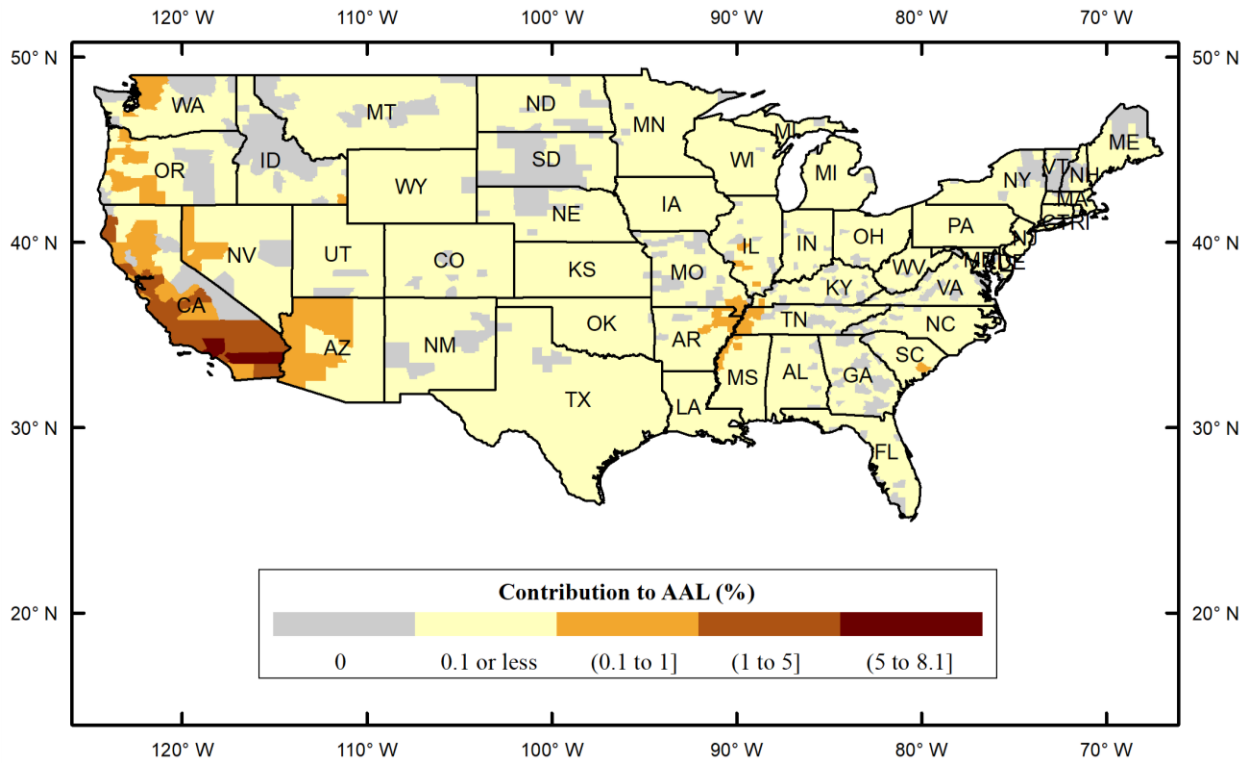 120° W 110° W 100° W 90° W 80° W 70° W
50° N 50° N
WA MT ND MN MI ME
OR ID SD WI MI NY VT NH
WY MA
NE IA PA RI
40° N NV UT CO IL IN OH 40° N
KS MO WV
CA KY VA
OK TN NC
AZ NM AR SC
MS AL GA
TX LA
30° N 30° N
FL
Contribution to AAL (%)
0 0.1 or less (0.1 to 1] (1 to 5] (5 to 8.1]
20° N 20° N
120° W 110° W 100° W 90° W 80° W 70° W